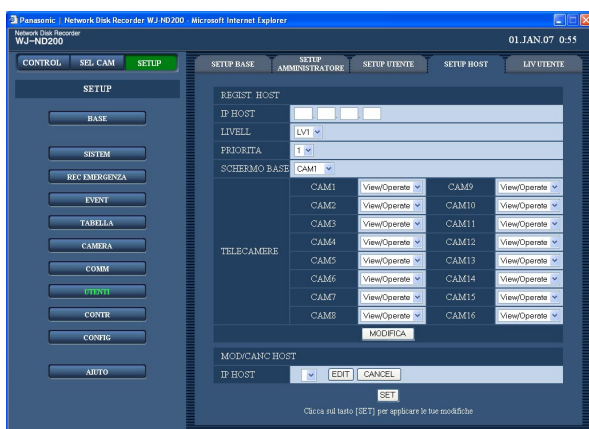 Panasonic | Network Disk Recorder WJ-ND200 - Microsoft Internet Explorer
Network Disk Recorder
WJ-ND200
01.JAN.07 0:55
CONTROL SEL CAM SETUP
SETUP
BASE
SISTEM
REC EMERGENZA
EVENT
TABELLA
CAMERA
COMM
UTENTI
CONTR
CONFIG
AIUTO
SETUP BASE SETUP AMMINISTRATORE SETUP UTENTE SETUP HOST LIV UTENTE
REGIST. HOST
IP HOST . . .
LIVELL LV1
PRIORITA 1
SCHERMO BASE CAM1
TELECAMERE
CAM1 View/Operate CAM9 View/Operate
CAM2 View/Operate CAM10 View/Operate
CAM3 View/Operate CAM11 View/Operate
CAM4 View/Operate CAM12 View/Operate
CAM5 View/Operate CAM13 View/Operate
CAM6 View/Operate CAM14 View/Operate
CAM7 View/Operate CAM15 View/Operate
CAM8 View/Operate CAM16 View/Operate
MODIFICA
MOD/CANC HOST
IP HOST EDIT CANCEL
SET
Clicca sul tasto [SET] per applicare le tue modifiche